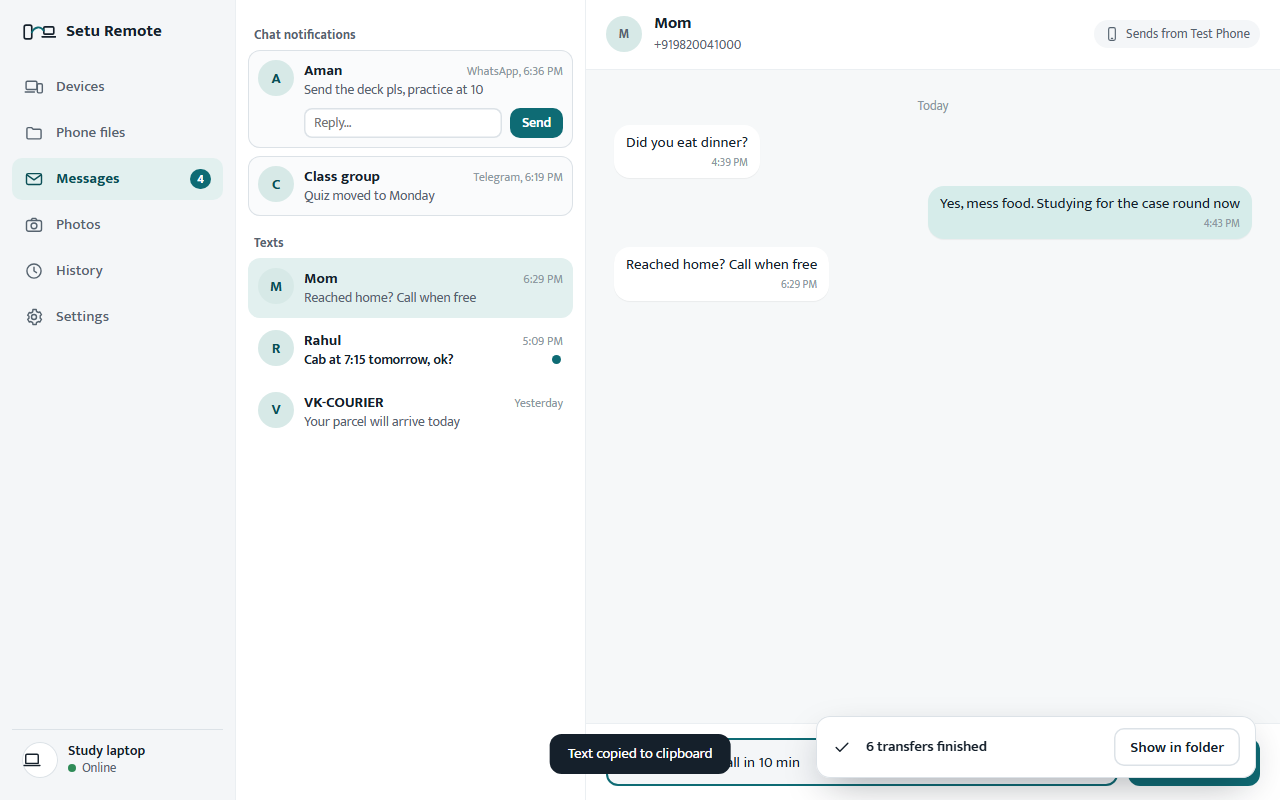 Setu Remote
Devices
Phone files
Messages
4
Photos
History
Settings
Study laptop
Online
Chat notifications
A
Aman
WhatsApp, 6:36 PM
Send the deck pls, practice at 10
Reply...
Send
C
Class group
Telegram, 6:19 PM
Quiz moved to Monday
Texts
M
Mom
6:29 PM
Reached home? Call when free
R
Rahul
5:09 PM
Cab at 7:15 tomorrow, ok?
V
VK-COURIER
Yesterday
Your parcel will arrive today
M
Mom
+919820041000
Sends from Test Phone
Today
Did you eat dinner?
4:39 PM
Yes, mess food. Studying for the case round now
4:43 PM
Reached home? Call when free
6:29 PM
Text copied to clipboard
in 10 min
6 transfers finished
Show in folder